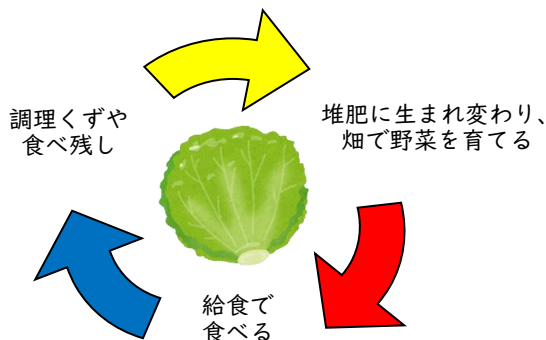 調理くずや
食べ残し
堆肥に生まれ変わり、
畑で野菜を育てる
給食で
食べる